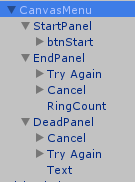 CanvasMenu
StartPanel
btnStart
EndPanel
Try Again
Cancel
RingCount
DeadPanel
Cancel
Try Again
Text